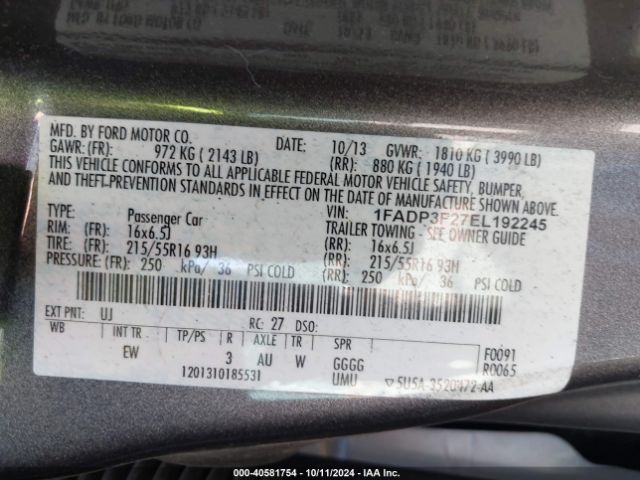 MFD. BY FORD MOTOR CO. DATE: 10/13 GVWR: 1810 KG ( 3990 LB)
GAWR: (FR): 972 KG ( 2143 LB) (RR): 880 KG ( 1940 LB)
THIS VEHICLE CONFORMS TO ALL APPLICABLE FEDERAL MOTOR VEHICLE SAFETY, BUMPER,
AND THEFT PREVENTION STANDARDS IN EFFECT ON THE DATE OF MANUFACTURE SHOWN ABOVE.
VIN: 1FADP3F27EL192245
TYPE: Passenger Car TRAILER TOWING - SEE OWNER GUIDE
RIM: (FR): 16x6.5J (RR): 16x6.5J
TIRE: (FR): 215/55R16 93H (RR): 215/55R16 93H
PRESSURE: (FR): 250 kPa/ 36 PSI COLD (RR): 250 kPa/ 36 PSI COLD
EXT PNT: UJ RC: 27 DSO:
WB INT TR TP/PS R AXLE TR SPR
EW 3 AU W GGGG F0091
1201310185531 UMU R0065
5U5A-3520472-AA
000-40581754 | 10/11/2024 | IAA Inc.